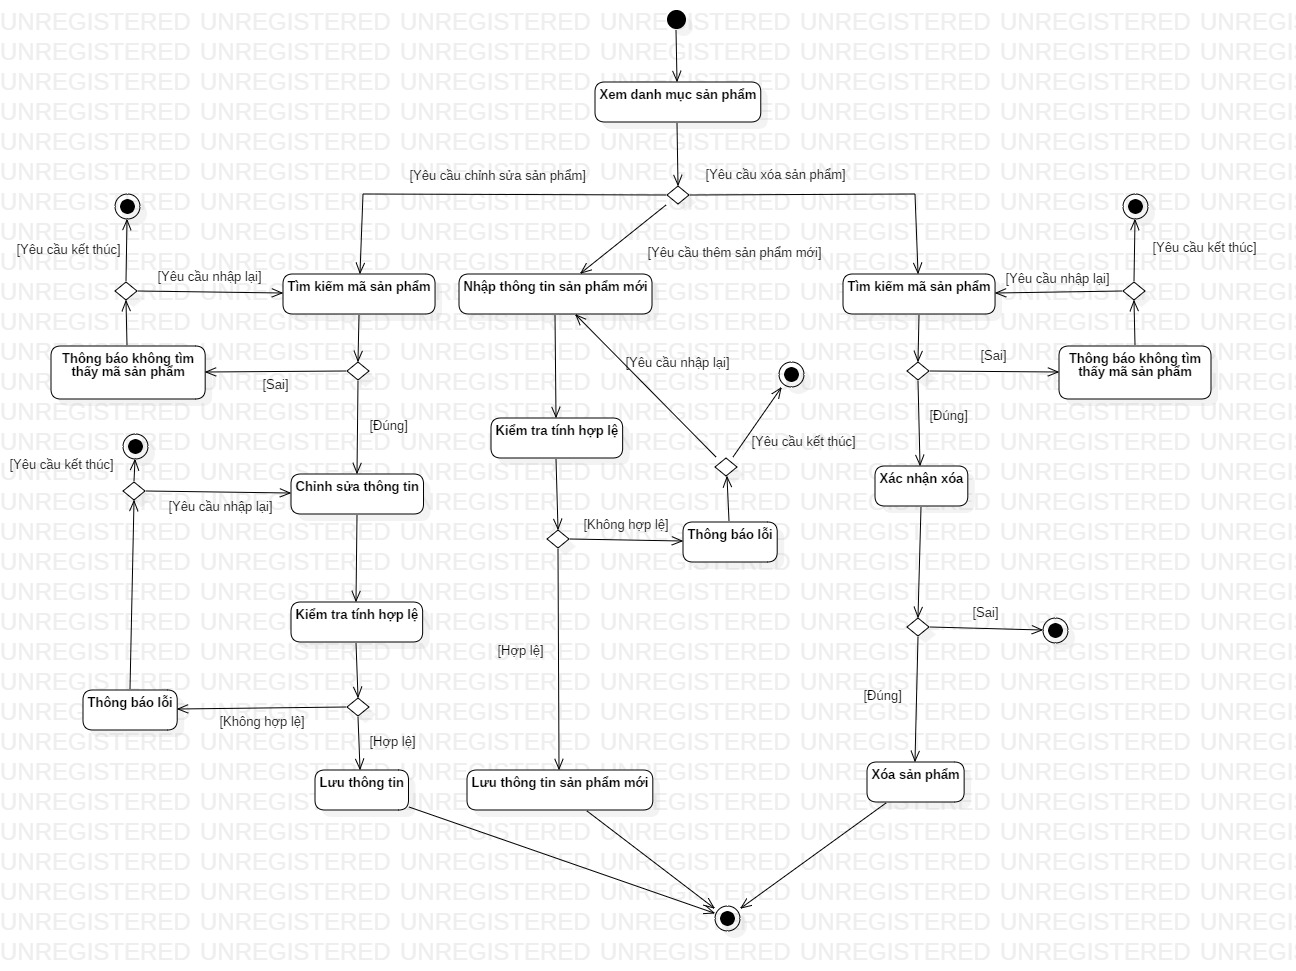 Xem danh mục sản phẩm
[Yêu cầu chỉnh sửa sản phẩm]
[Yêu cầu xóa sản phẩm]
[Yêu cầu kết thúc]
[Yêu cầu nhập lại]
[Yêu cầu thêm sản phẩm mới]
[Yêu cầu kết thúc]
[Yêu cầu nhập lại]
Tìm kiếm mã sản phẩm
Nhập thông tin sản phẩm mới
Tìm kiếm mã sản phẩm
Thông báo không tìm
thấy mã sản phẩm
[Sai]
[Yêu cầu nhập lại]
[Sai]
Thông báo không tìm
thấy mã sản phẩm
[Đúng]
Kiểm tra tính hợp lệ
[Yêu cầu kết thúc]
[Đúng]
[Yêu cầu kết thúc]
[Yêu cầu nhập lại]
Chỉnh sửa thông tin
Xác nhận xóa
[Không hợp lệ]
Thông báo lỗi
Kiểm tra tính hợp lệ
[Sai]
[Hợp lệ]
Thông báo lỗi
[Không hợp lệ]
[Đúng]
[Hợp lệ]
Lưu thông tin
Lưu thông tin sản phẩm mới
Xóa sản phẩm
UNREGISTERED